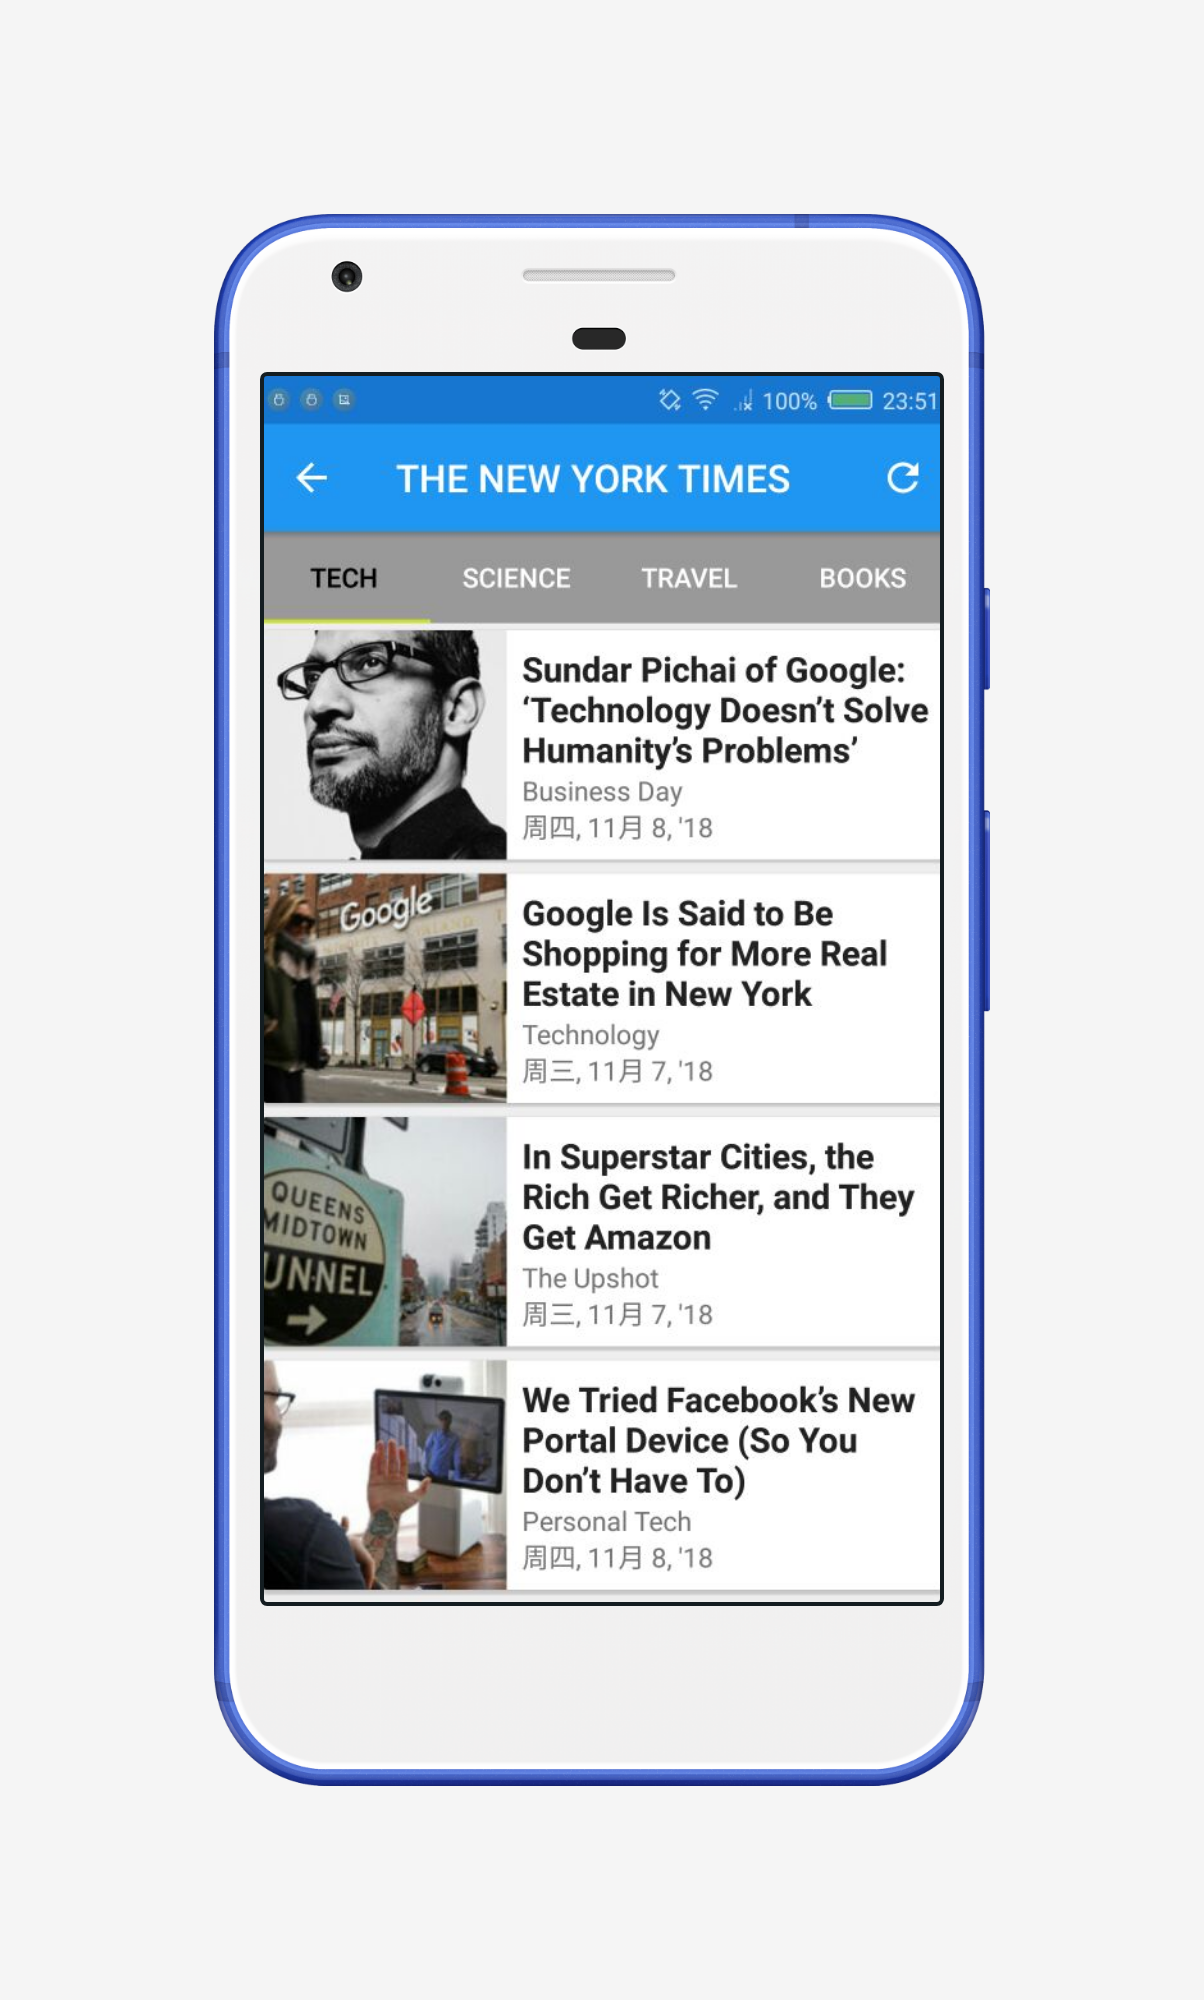 100% 23:51
THE NEW YORK TIMES
TECH SCIENCE TRAVEL BOOKS
Sundar Pichai of Google:
‘Technology Doesn’t Solve
Humanity’s Problems’
Business Day
周四, 11月 8, '18
Google
Google Is Said to Be
Shopping for More Real
Estate in New York
Technology
周三, 11月 7, '18
QUEENS
MIDTOWN
UNNEL
In Superstar Cities, the
Rich Get Richer, and They
Get Amazon
The Upshot
周三, 11月 7, '18
We Tried Facebook’s New
Portal Device (So You
Don’t Have To)
Personal Tech
周四, 11月 8, '18